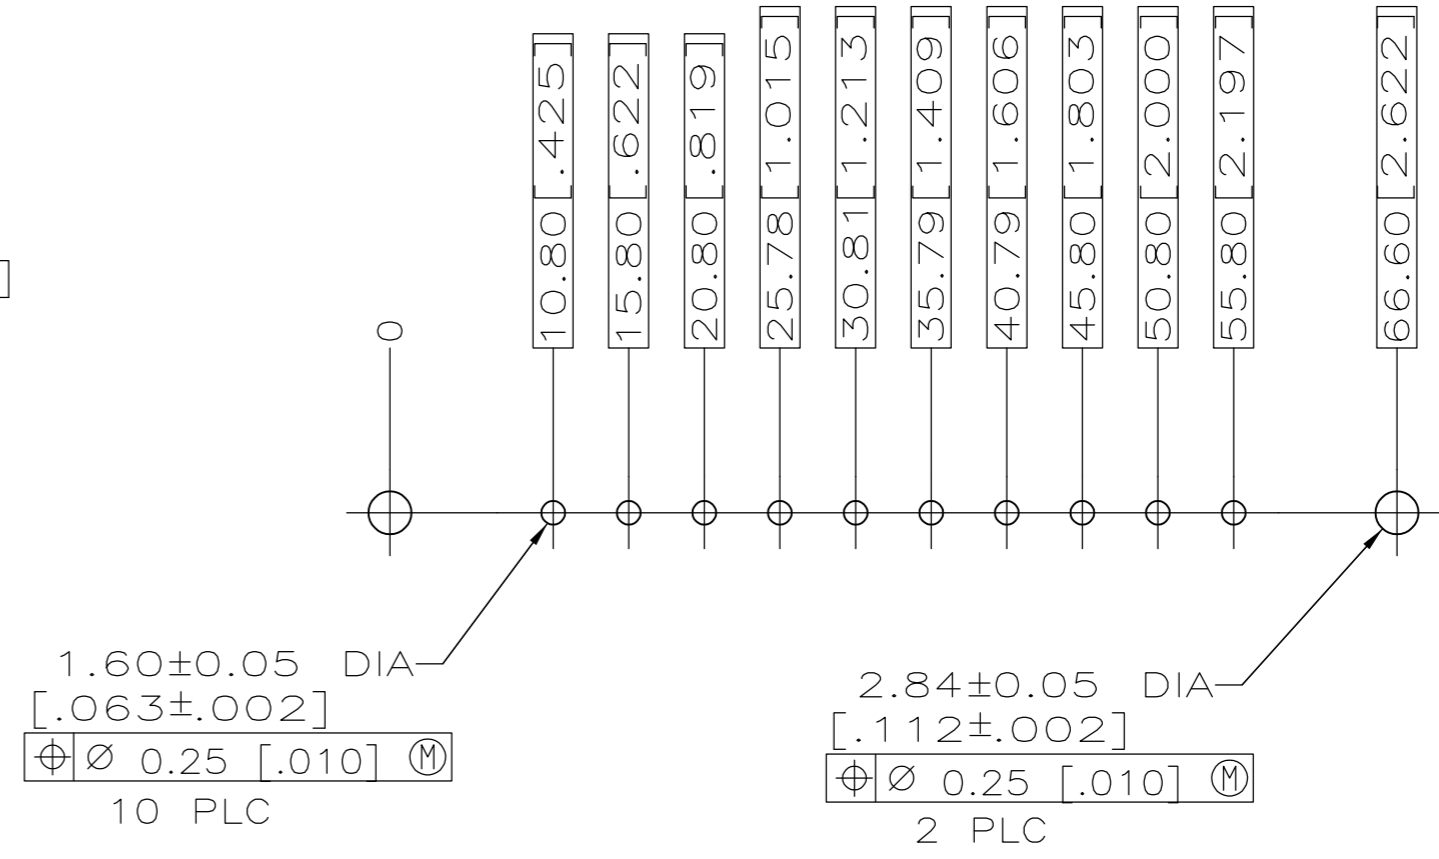 0
10.80 [.425]
15.80 [.622]
20.80 [.819]
25.78 [1.015]
30.81 [1.213]
35.79 [1.409]
40.79 [1.606]
45.80 [1.803]
50.80 [2.000]
55.80 [2.197]
66.60 [2.622]
1.60±0.05 DIA
[.063±.002]
⌖ ⌀ 0.25 [.010] Ⓜ
10 PLC
2.84±0.05 DIA
[.112±.002]
⌖ ⌀ 0.25 [.010] Ⓜ
2 PLC